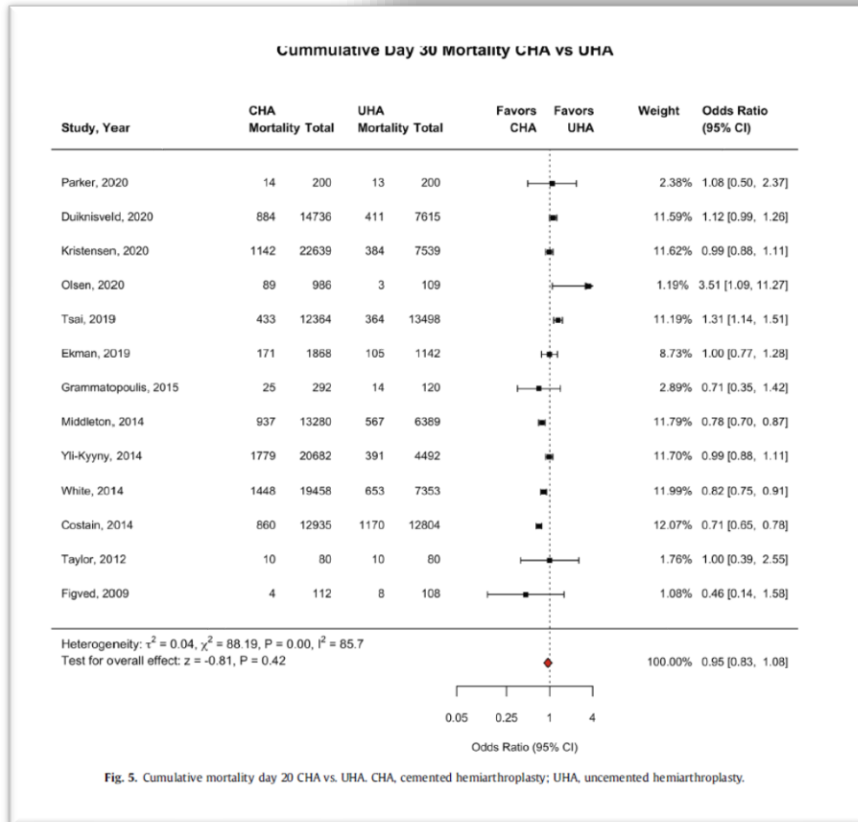 Cummulative Day 30 Mortality CHA vs UHA
CHA UHA Favors Favors Weight Odds Ratio
Study, Year Mortality Total Mortality Total CHA UHA (95% CI)
Parker, 2020 14 200 13 200 2.38% 1.08 [0.50, 2.37]
Duiknisveld, 2020 884 14736 411 7615 11.59% 1.12 [0.99, 1.26]
Kristensen, 2020 1142 22639 384 7539 11.62% 0.99 [0.88, 1.11]
Olsen, 2020 89 986 3 109 1.19% 3.51 [1.09, 11.27]
Tsai, 2019 433 12364 364 13498 11.19% 1.31 [1.14, 1.51]
Ekman, 2019 171 1868 105 1142 8.73% 1.00 [0.77, 1.28]
Grammatopoulis, 2015 25 292 14 120 2.89% 0.71 [0.35, 1.42]
Middleton, 2014 937 13280 567 6389 11.79% 0.78 [0.70, 0.87]
Yli-Kyyny, 2014 1779 20682 391 4492 11.70% 0.99 [0.88, 1.11]
White, 2014 1448 19458 653 7353 11.99% 0.82 [0.75, 0.91]
Costain, 2014 860 12935 1170 12804 12.07% 0.71 [0.65, 0.78]
Taylor, 2012 10 80 10 80 1.76% 1.00 [0.39, 2.55]
Figved, 2009 4 112 8 108 1.08% 0.46 [0.14, 1.58]
Heterogeneity: τ² = 0.04, χ² = 88.19, P = 0.00, I² = 85.7
Test for overall effect: z = -0.81, P = 0.42 100.00% 0.95 [0.83, 1.08]
0.05 0.25 1 4
Odds Ratio (95% CI)
Fig. 5. Cumulative mortality day 20 CHA vs. UHA. CHA, cemented hemiarthroplasty; UHA, uncemented hemiarthroplasty.